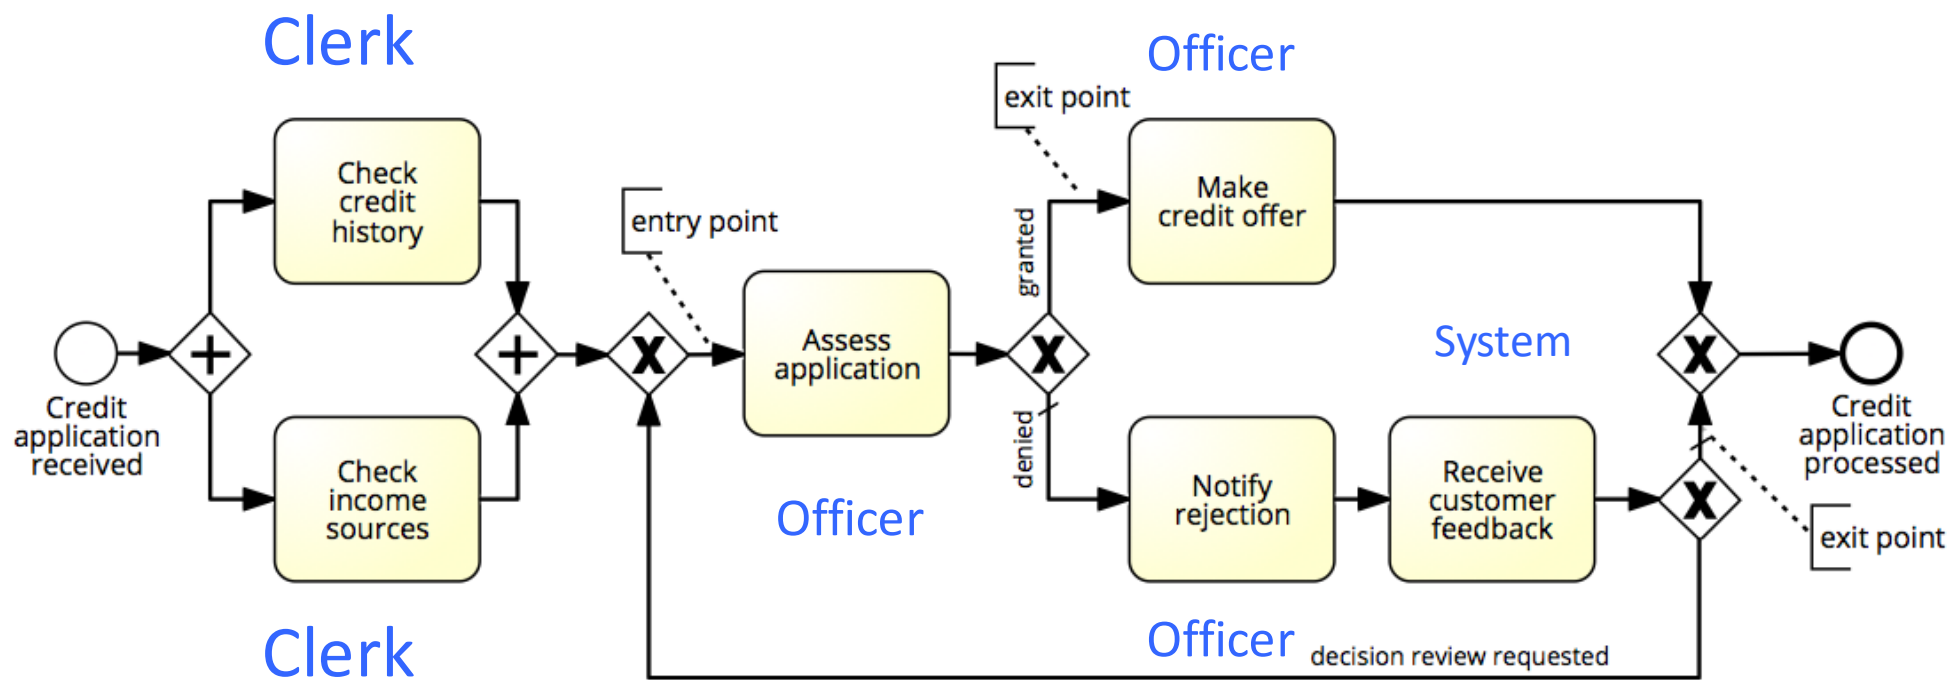 Clerk
Officer
exit point
Check
credit
history
Make
credit offer
entry point
granted
Assess
application
System
Credit
application
received
denied
Credit
application
processed
Check
income
sources
Officer
Notify
rejection
Receive
customer
feedback
exit point
Clerk
Officer
decision review requested